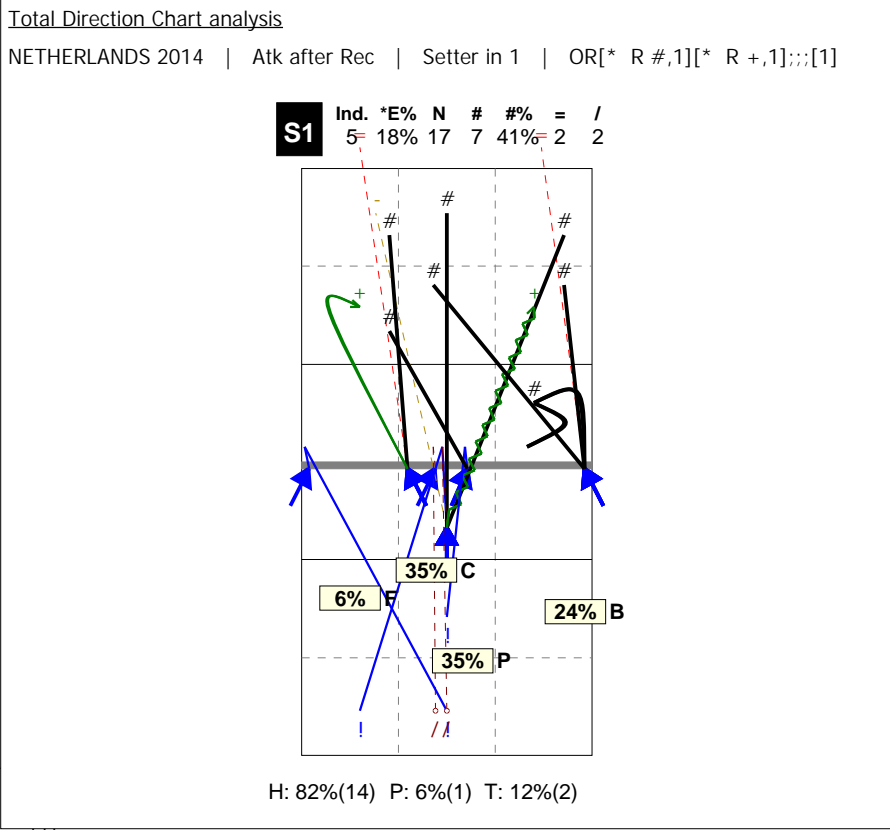 Total Direction Chart analysis
NETHERLANDS 2014 | Atk after Rec | Setter in 1 | OR[* R #,1][* R +,1];;;[1]
S1 Ind. *E% N # #% = /
5 18% 17 7 41% 2 2
= =
#
-
# #
# #
+ +
#
#
35% C
6% F
24% B
!
35% P
! // !
H: 82%(14) P: 6%(1) T: 12%(2)